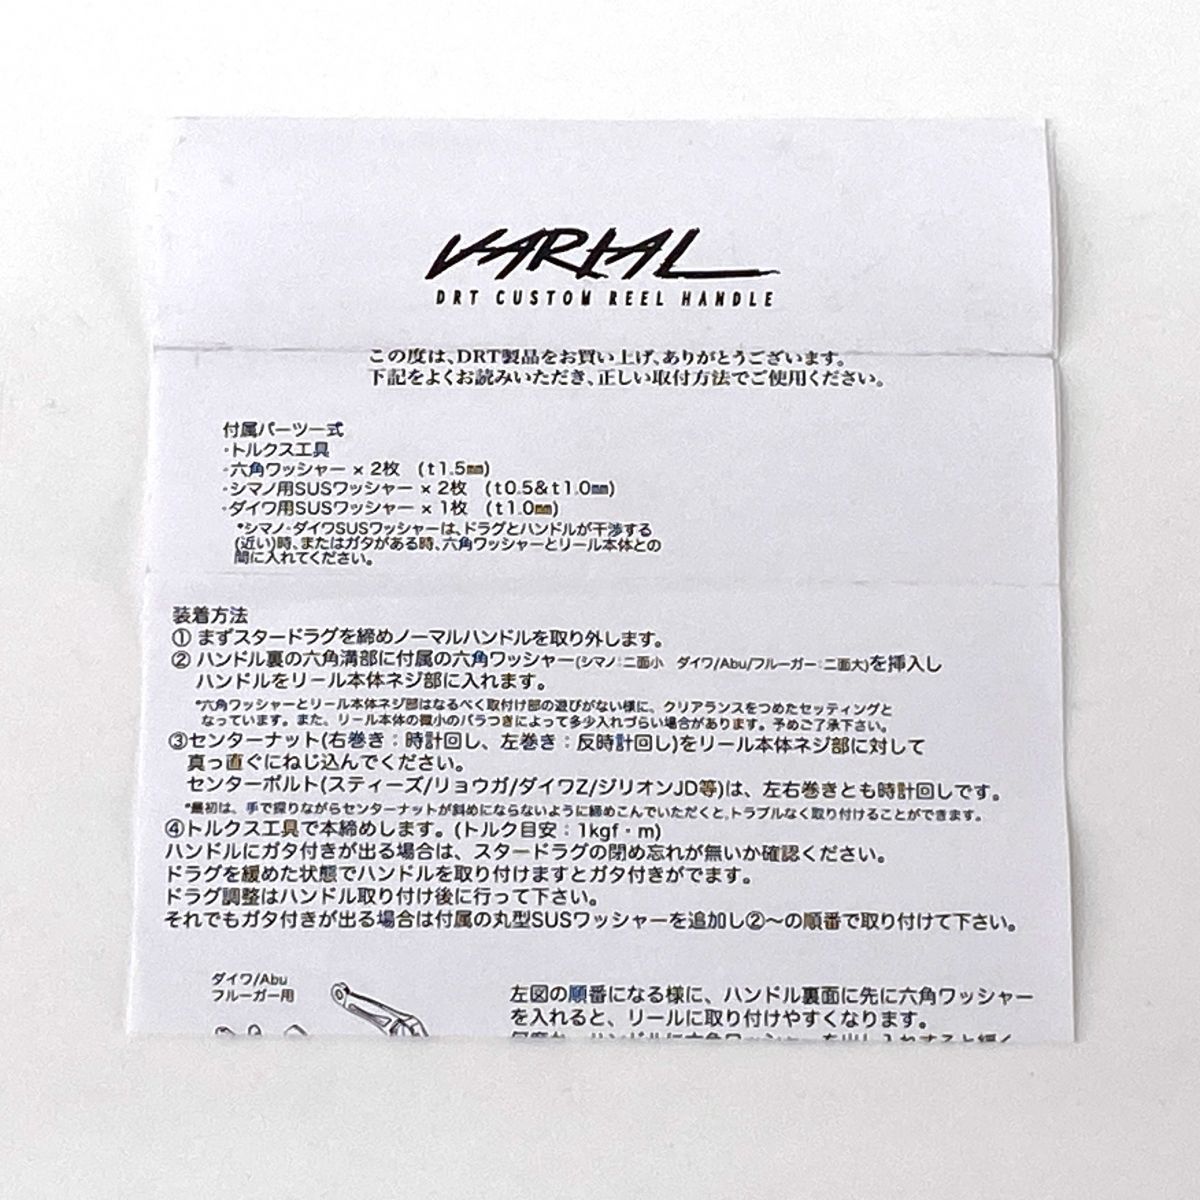 VARIAL
DRT CUSTOM REEL HANDLE
この度は、DRT製品をお買い上げ、ありがとうございます。
下記をよくお読みいただき、正しい取付方法でご使用ください。
付属パーツ一式
・トルクス工具
・六角ワッシャー × 2枚 (t1.5㎜)
・シマノ用SUSワッシャー × 2枚 (t0.5&t1.0㎜)
・ダイワ用SUSワッシャー × 1枚 (t1.0㎜)
*シマノ・ダイワSUSワッシャーは、ドラグとハンドルが干渉する
(近い)時、またはガタがある時、六角ワッシャーとリール本体との
間に入れてください。
装着方法
① まずスタードラグを締めノーマルハンドルを取り外します。
② ハンドル裏の六角溝部に付属の六角ワッシャー(シマノ:二面小 ダイワ/Abu/フルーガー:二面大)を挿入し
ハンドルをリール本体ネジ部に入れます。
*六角ワッシャーとリール本体ネジ部はなるべく取付け部の遊びがない様に、クリアランスをつめたセッティングと
なっています。また、リール本体の微小のバラつきによって多少入れづらい場合があります。予めご了承下さい。
③センターナット(右巻き:時計回し、左巻き:反時計回し)をリール本体ネジ部に対して
真っ直ぐにねじ込んでください。
センターボルト(スティーズ/リョウガ/ダイワZ/ジリオンJD等)は、左右巻きとも時計回しです。
*最初は、手で探りながらセンターナットが斜めにならないように締めこんでいただくと、トラブルなく取り付けることができます。
④トルクス工具で本締めします。(トルク目安:1kgf・m)
ハンドルにガタ付きが出る場合は、スタードラグの閉め忘れが無いか確認ください。
ドラグを緩めた状態でハンドルを取り付けますとガタ付きがでます。
ドラグ調整はハンドル取り付け後に行って下さい。
それでもガタ付きが出る場合は付属の丸型SUSワッシャーを追加し②〜の順番で取り付けて下さい。
ダイワ/Abu
フルーガー用
左図の順番になる様に、ハンドル裏面に先に六角ワッシャー
を入れると、リールに取り付けやすくなります。